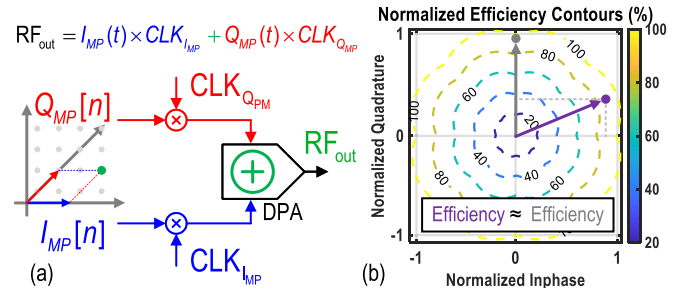 RFout = IMP(t)×CLKIMP + QMP(t)×CLKQMP
CLKQPM
QMP[n]
RFout
DPA
IMP[n]
CLKIMP
(a)
Normalized Efficiency Contours (%)
Normalized Quadrature
1
0
-1
100
80
60
40
20
100
80
60
40
40
60
80
Efficiency ≈ Efficiency
-1
0
1
Normalized Inphase
100
80
60
40
20
(b)